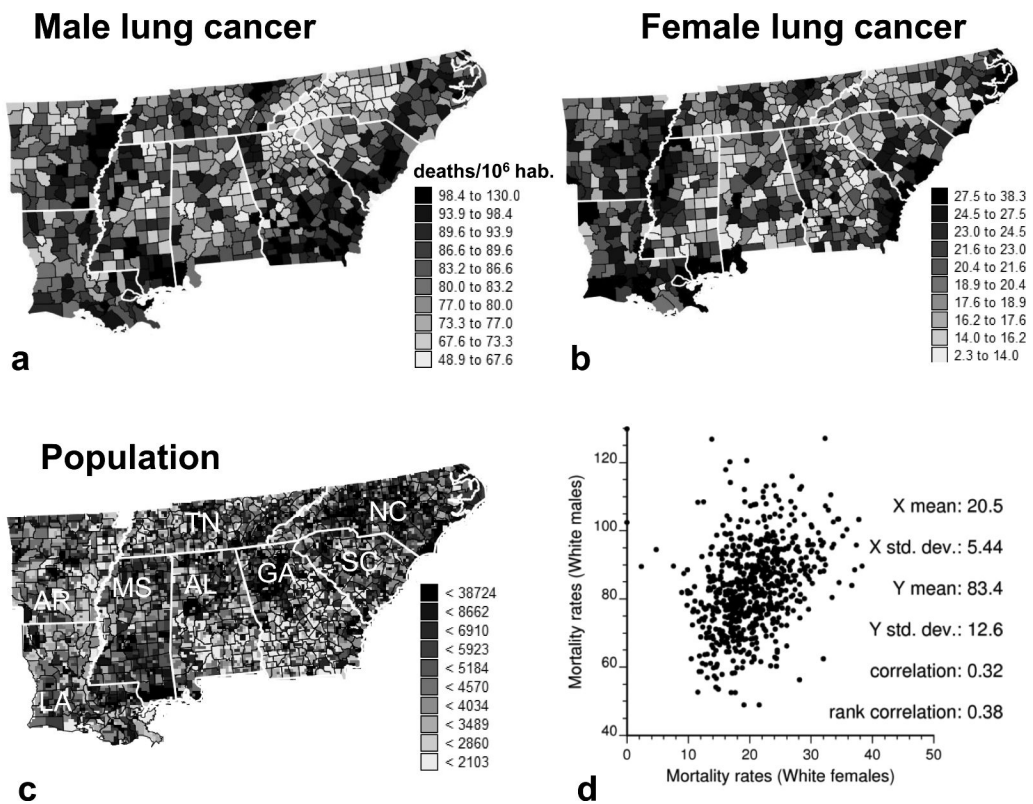 Male lung cancer
Female lung cancer
deaths/10⁶ hab.
98.4 to 130.0
93.9 to 98.4
89.6 to 93.9
86.6 to 89.6
83.2 to 86.6
80.0 to 83.2
77.0 to 80.0
73.3 to 77.0
67.6 to 73.3
48.9 to 67.6
a
27.5 to 38.3
24.5 to 27.5
23.0 to 24.5
21.6 to 23.0
20.4 to 21.6
18.9 to 20.4
17.6 to 18.9
16.2 to 17.6
14.0 to 16.2
2.3 to 14.0
b
Population
TN
NC
MS
AL
GA
SC
AR
LA
< 38724
< 8662
< 6910
< 5923
< 5184
< 4570
< 4034
< 3489
< 2860
< 2103
c
Mortality rates (White males)
120
100
80
60
40
0
10
20
30
40
50
Mortality rates (White females)
X mean: 20.5
X std. dev.: 5.44
Y mean: 83.4
Y std. dev.: 12.6
correlation: 0.32
rank correlation: 0.38
d